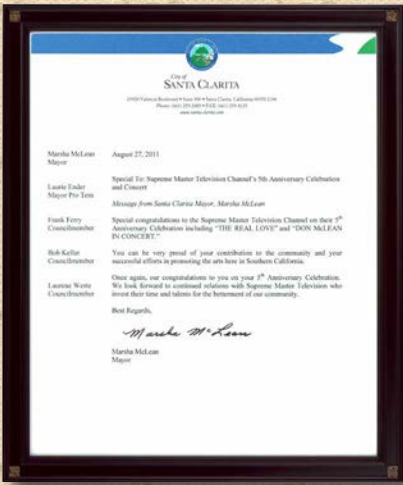 City of
SANTA CLARITA
www.santa-clarita.com
Marsha McLean
Mayor
Laurie Ender
Mayor Pro Tem
Frank Ferry
Councilmember
Bob Kellar
Councilmember
Laurene Weste
Councilmember
August 27, 2011
Special To: Supreme Master Television Channel's 5th Anniversary Celebration
and Concert
Message from Santa Clarita Mayor, Marsha McLean
Special congratulations to the Supreme Master Television Channel on their 5th
Anniversary Celebration including "THE REAL LOVE" and "DON McLEAN
IN CONCERT."
You can be very proud of your contribution to the community and your
successful efforts in promoting the arts here in Southern California.
Once again, our congratulations to you on your 5th Anniversary Celebration.
We look forward to continued relations with Supreme Master Television who
invest their time and talents for the betterment of our community.
Best Regards,
Marsha McLean
Marsha McLean
Mayor